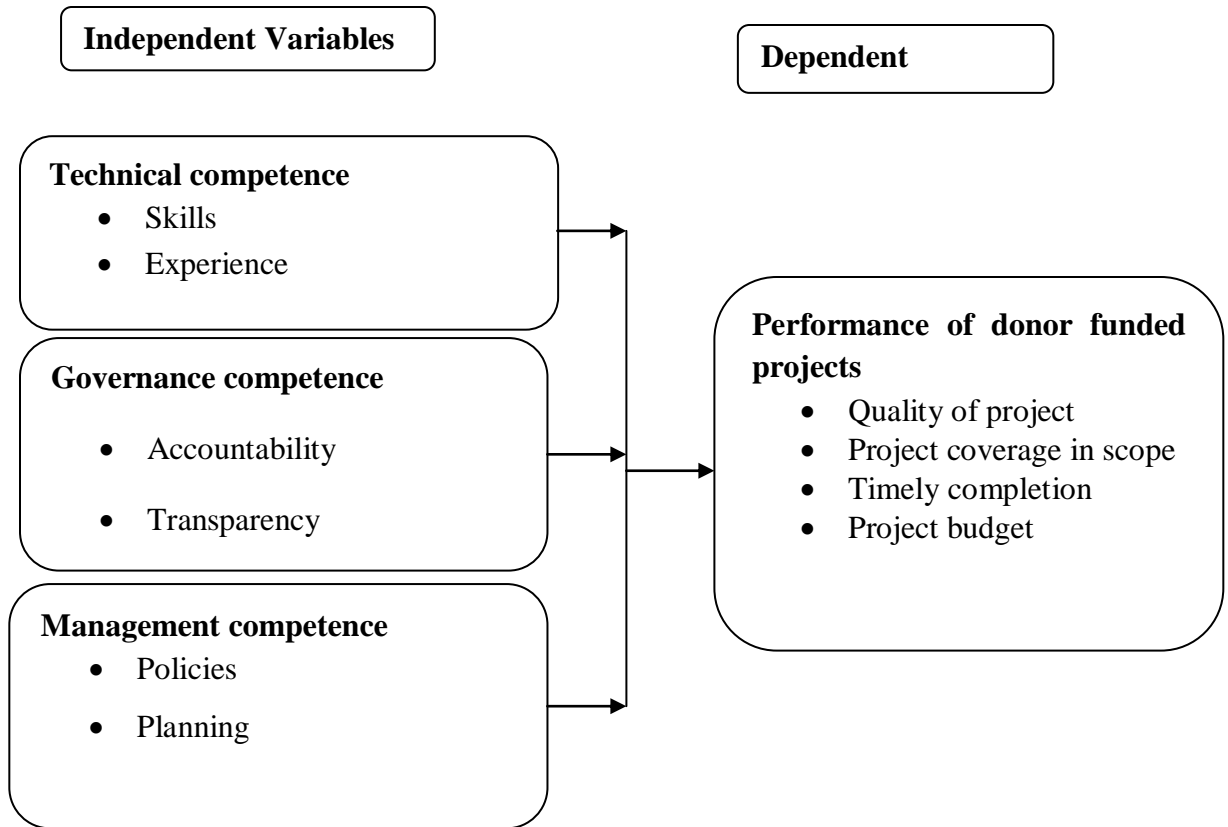 Independent Variables
Dependent
Technical competence
• Skills
• Experience
Governance competence
• Accountability
• Transparency
Management competence
• Policies
• Planning
Performance of donor funded
projects
• Quality of project
• Project coverage in scope
• Timely completion
• Project budget